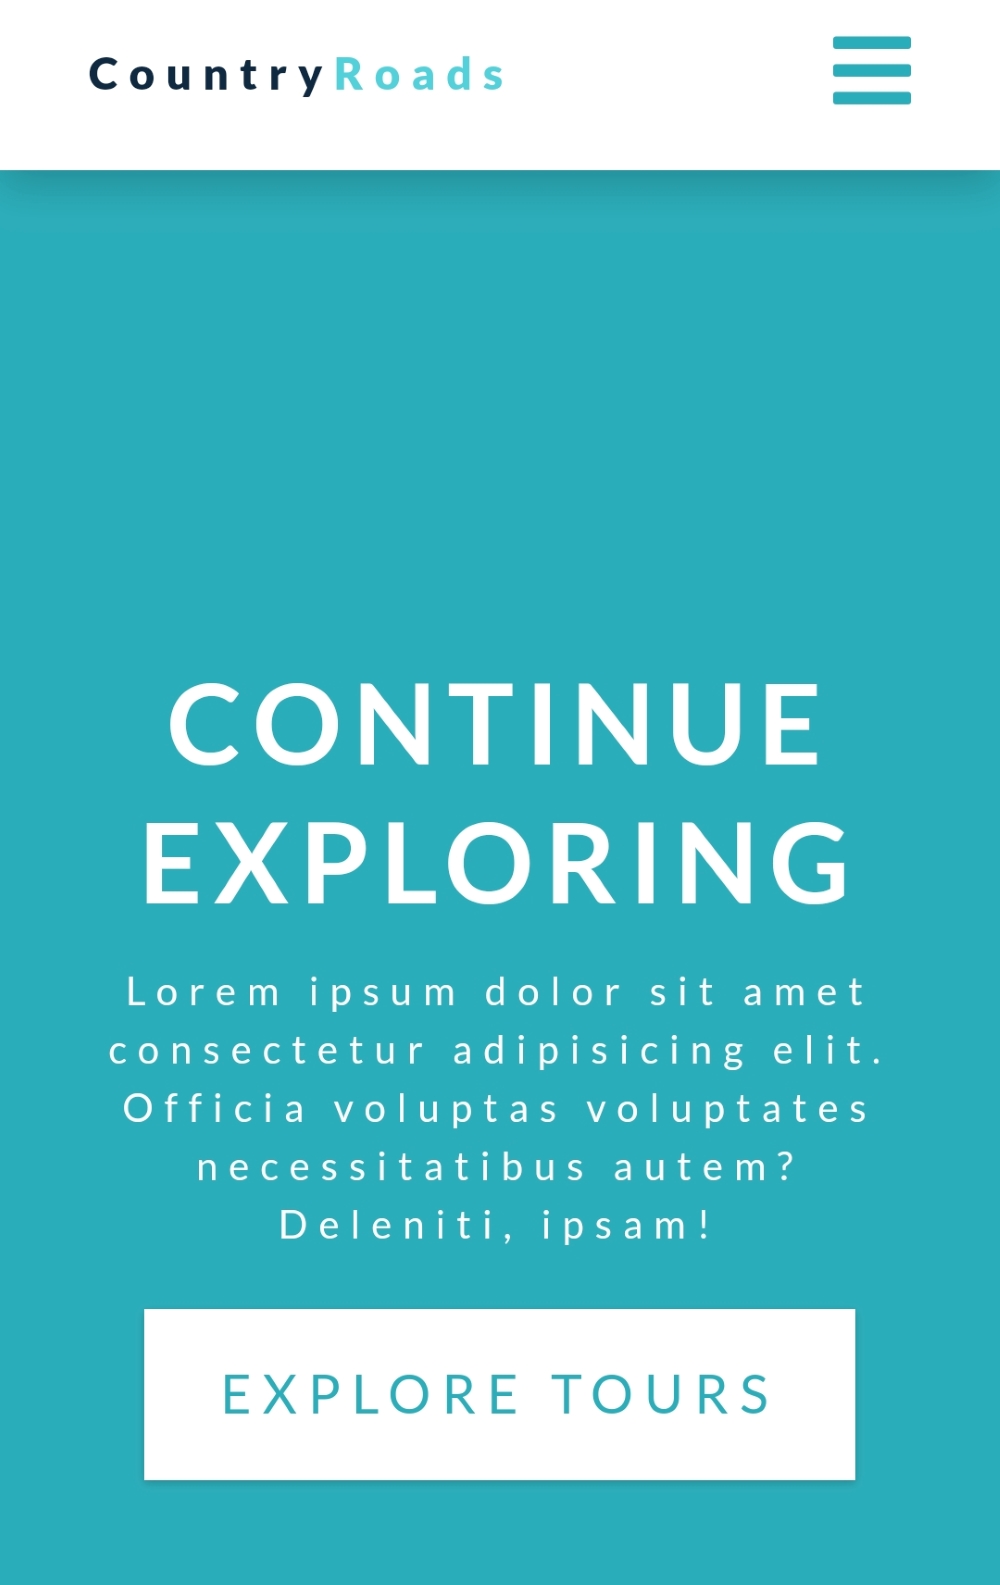 CountryRoads
CONTINUE
EXPLORING
Lorem ipsum dolor sit amet
consectetur adipisicing elit.
Officia voluptas voluptates
necessitatibus autem?
Deleniti, ipsam!
EXPLORE TOURS